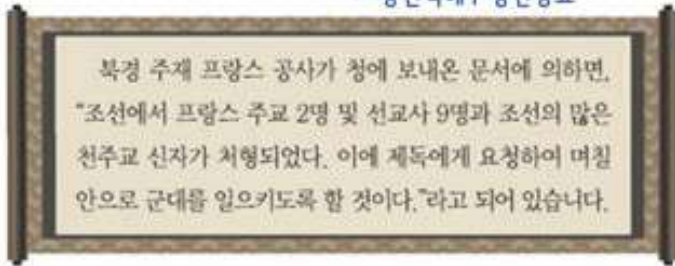 북경 주재 프랑스 공사가 청에 보내온 문서에 의하면,
"조선에서 프랑스 주교 2명 및 선교사 9명과 조선의 많은
천주교 신자가 처형되었다. 이에 제독에게 요청하여 며칠
안으로 군대를 일으키도록 할 것이다."라고 되어 있습니다.